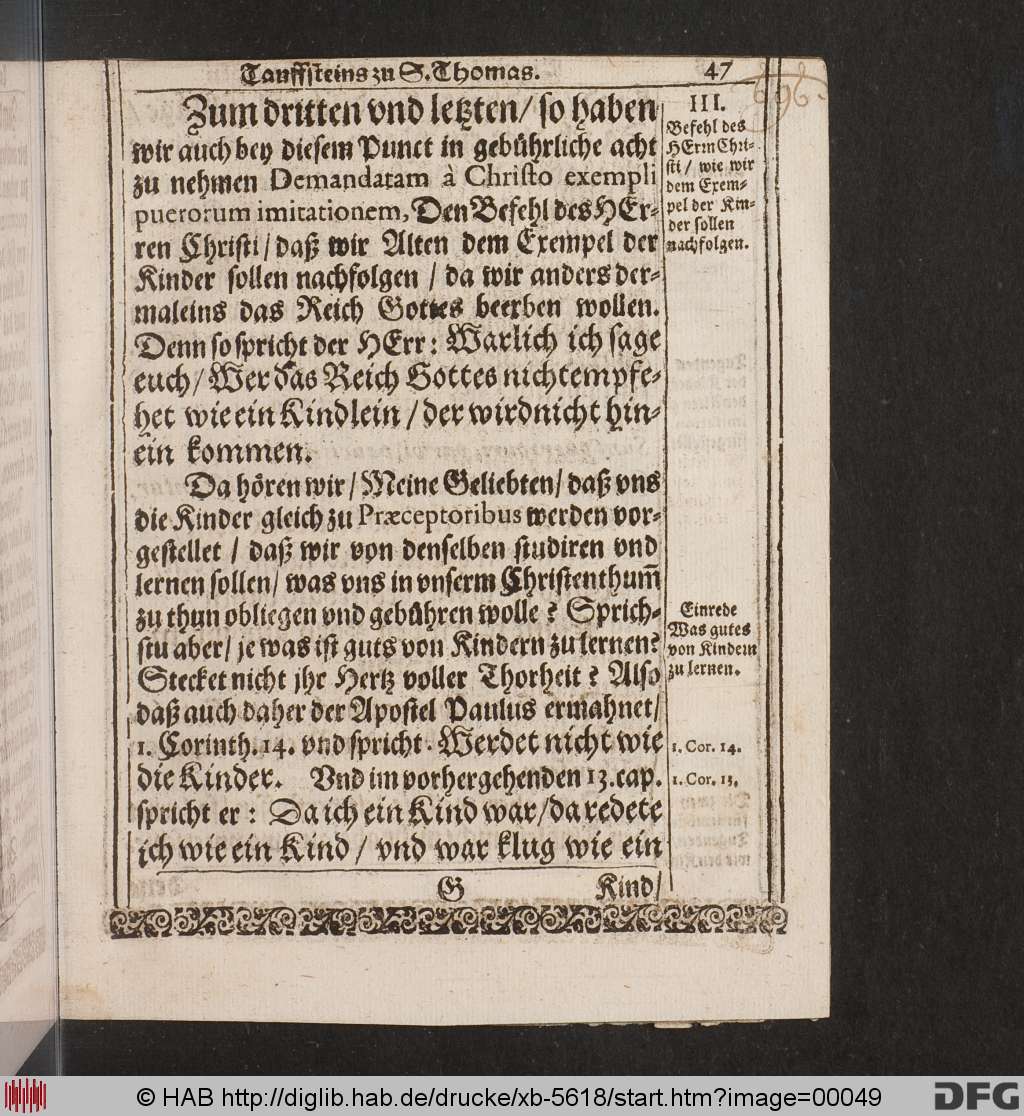 Tauffsteins zu S. Thomas. 47
Zum dritten vnd letzten / so haben
wir auch bey diesem Punct in gebührliche acht
zu nehmen Demandatam à Christo exempli
puerorum imitationem, Den Befehl des HEr-
ren Christi / daß wir Alten dem Exempel der
Kinder sollen nachfolgen / da wir anders der-
maleins das Reich Gottes beerben wollen.
Denn so spricht der HErr: Warlich ich sage
euch / Wer das Reich Gottes nicht empfe-
het wie ein Kindlein / der wird nicht hin-
ein kommen.
Da hören wir / Meine Geliebten / daß vns
die Kinder gleich zu Præceptoribus werden vor-
gestellet / daß wir von denselben studiren vnd
lernen sollen / was vns in vnserm Christenthum̄
zu thun obliegen vnd gebühren wolle? Sprich-
stu aber / je was ist guts von Kindern zu lernen?
Stecket nicht jhr Hertz voller Thorheit? Also
daß auch daher der Apostel Paulus ermahnet /
1. Corinth. 14. vnd spricht. Werdet nicht wie
die Kinder. Vnd im vorhergehenden 13. cap.
spricht er: Da ich ein Kind war / da redete
ich wie ein Kind / vnd war klug wie ein
G Kind /
III.
Befehl des
HErrn Chri-
sti / wie wir
dem Exem-
pel der Kin-
der sollen
nachfolgen.
Einrede
Was gutes
von Kindern
zu lernen.
1. Cor. 14.
1. Cor. 13.
696.
© HAB http://diglib.hab.de/drucke/xb-5618/start.htm?image=00049
DFG